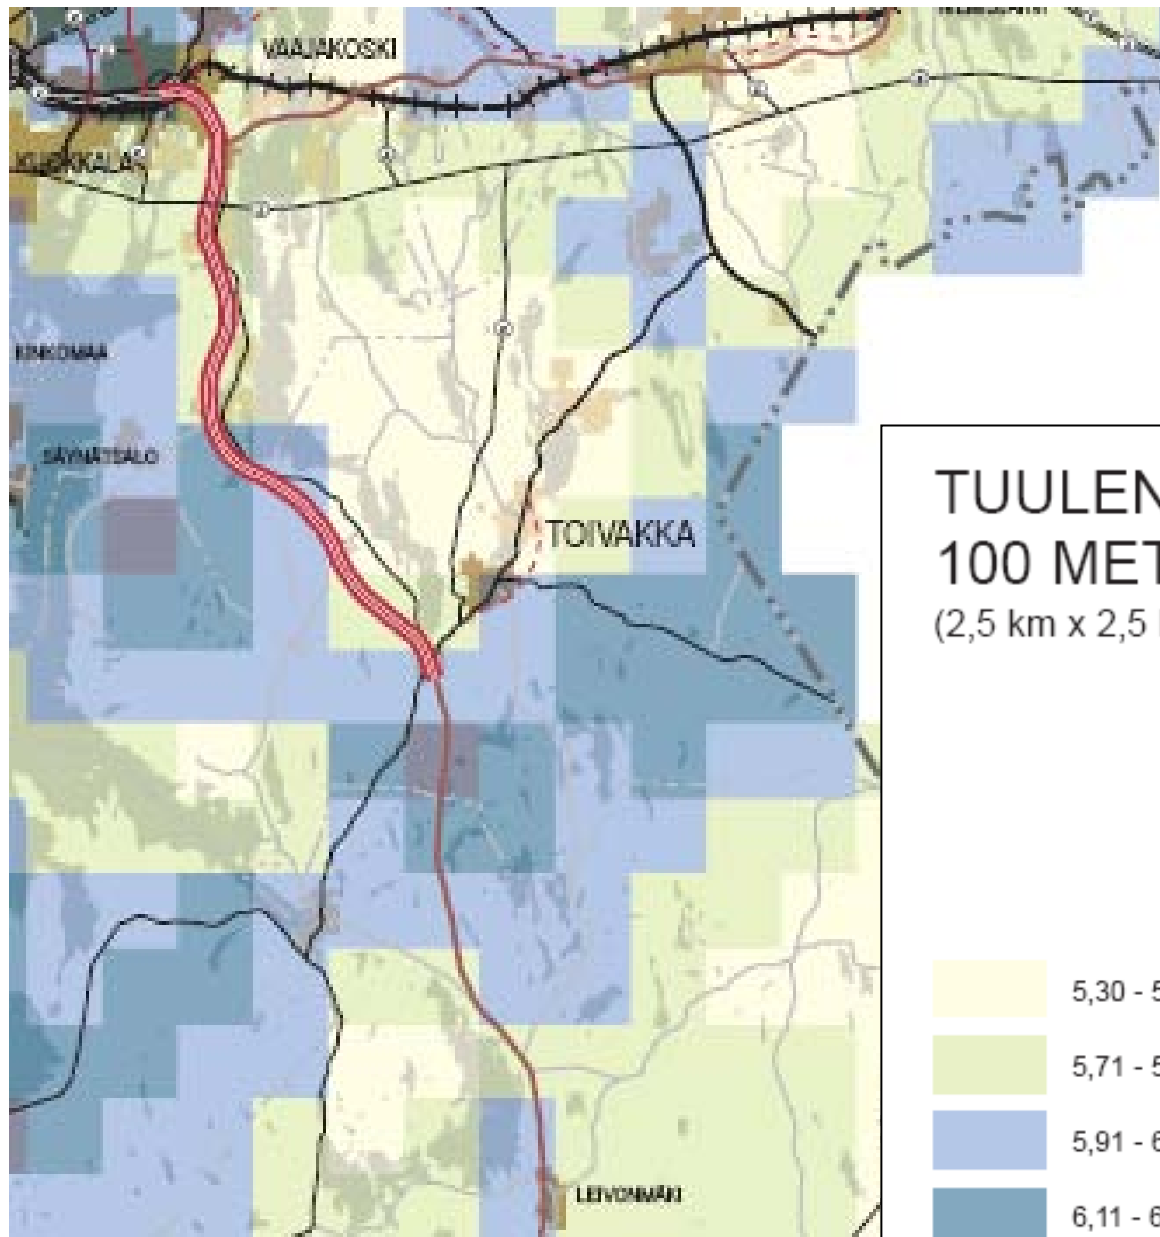 VAAJAKOSKI
KUOKKALA
KINKOMAA
SÄYNÄTSALO
TOIVAKKA
LEIVONMÄKI
TUULEN
100 MET
(2,5 km x 2,5
5,30 - 5
5,71 - 5
5,91 - 6
6,11 - 6